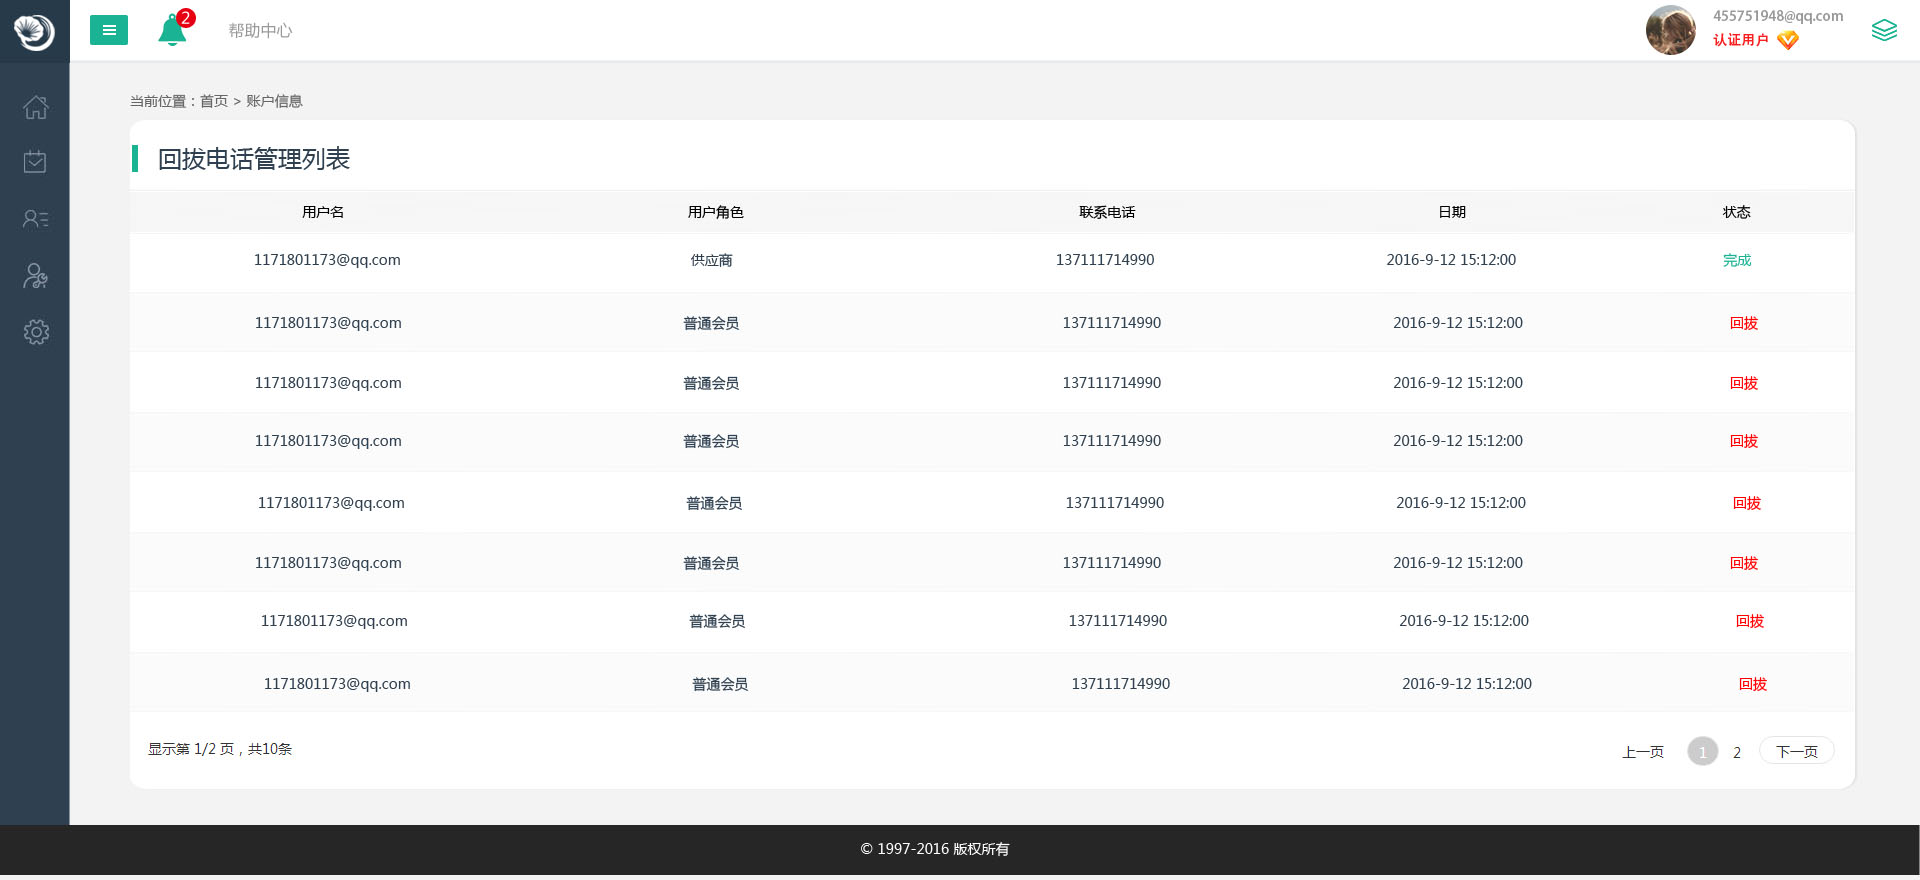 2
帮助中心
455751948@qq.com
认证用户
当前位置：首页 > 账户信息
回拔电话管理列表
用户名 用户角色 联系电话 日期 状态
1171801173@qq.com 供应商 137111714990 2016-9-12 15:12:00 完成
1171801173@qq.com 普通会员 137111714990 2016-9-12 15:12:00 回拔
1171801173@qq.com 普通会员 137111714990 2016-9-12 15:12:00 回拔
1171801173@qq.com 普通会员 137111714990 2016-9-12 15:12:00 回拔
1171801173@qq.com 普通会员 137111714990 2016-9-12 15:12:00 回拔
1171801173@qq.com 普通会员 137111714990 2016-9-12 15:12:00 回拔
1171801173@qq.com 普通会员 137111714990 2016-9-12 15:12:00 回拔
1171801173@qq.com 普通会员 137111714990 2016-9-12 15:12:00 回拔
显示第 1/2 页，共10条
上一页 1 2 下一页
© 1997-2016 版权所有